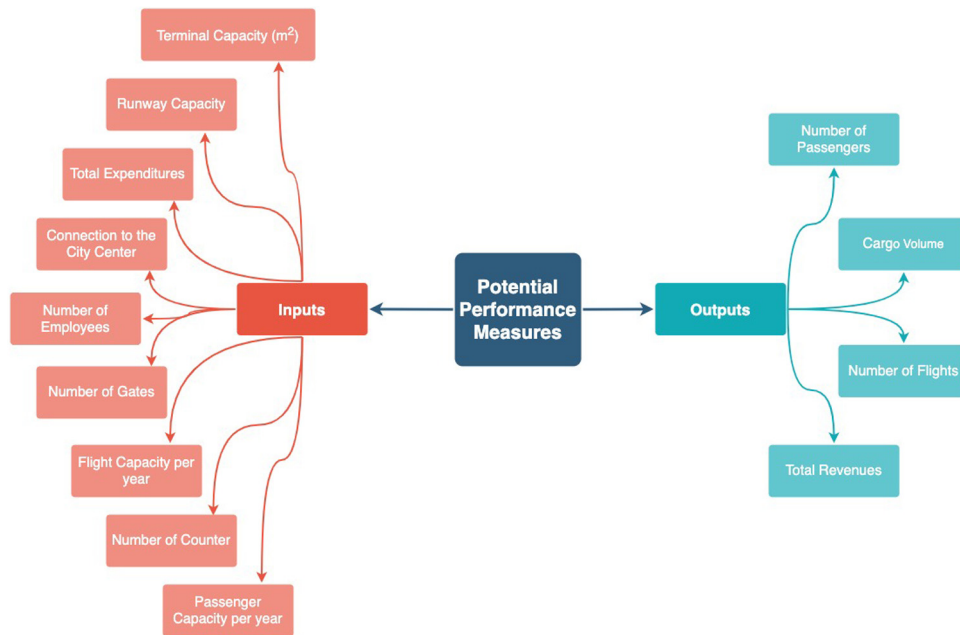 Terminal Capacity (m²)
Runway Capacity
Total Expenditures
Connection to the
City Center
Number of
Employees
Number of Gates
Flight Capacity per
year
Number of Counter
Passenger
Capacity per year
Inputs
Potential
Performance
Measures
Outputs
Number of
Passengers
Cargo Volume
Number of Flights
Total Revenues